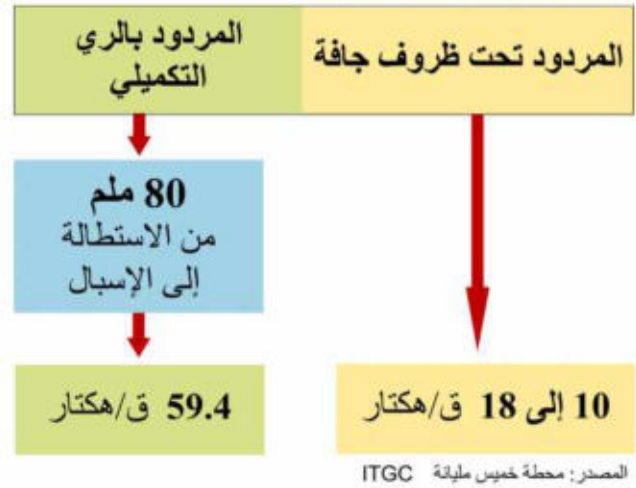 المردود تحت ظروف جافة
المردود بالري
التكميلي
80 ملم
من الاستطالة
إلى الإسبال
10 إلى 18 ق/هكتار
59.4 ق/هكتار
المصدر: محطة خميس مليانة ITGC